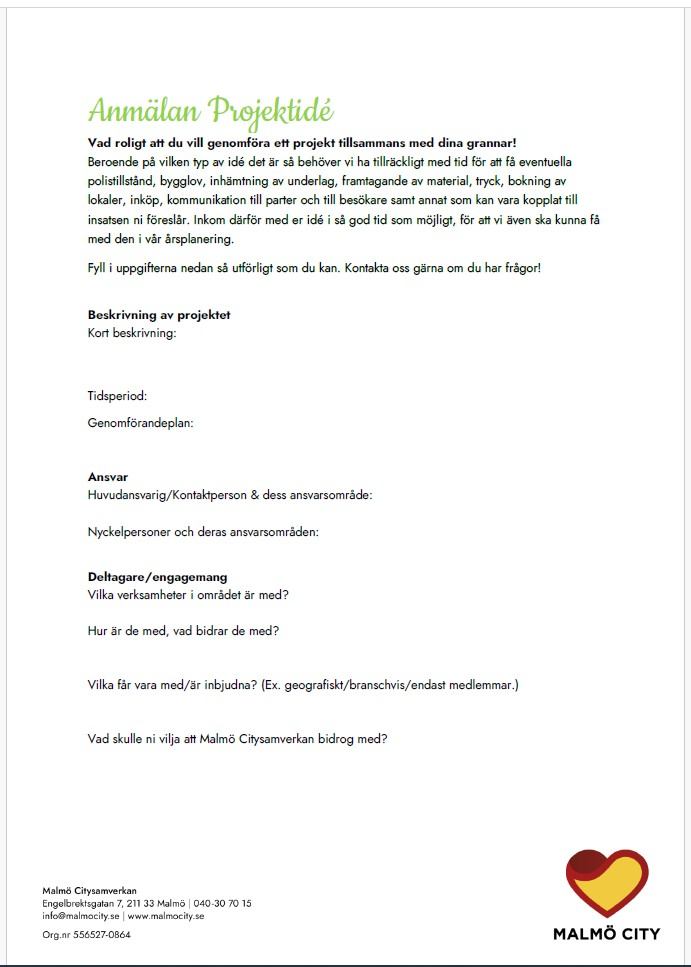 Anmälan Projektidé
Vad roligt att du vill genomföra ett projekt tillsammans med dina grannar!
Beroende på vilken typ av idé det är så behöver vi ha tillräckligt med tid för att få eventuella
polistillstånd, bygglov, inhämtning av underlag, framtagande av material, tryck, bokning av
lokaler, inköp, kommunikation till parter och till besökare samt annat som kan vara kopplat till
insatsen ni föreslår. Inkom därför med er idé i så god tid som möjligt, för att vi även ska kunna få
med den i vår årsplanering.
Fyll i uppgifterna nedan så utförligt som du kan. Kontakta oss gärna om du har frågor!
Beskrivning av projektet
Kort beskrivning:
Tidsperiod:
Genomförandeplan:
Ansvar
Huvudansvarig/Kontaktperson & dess ansvarsområde:
Nyckelpersoner och deras ansvarsområden:
Deltagare/engagemang
Vilka verksamheter i området är med?
Hur är de med, vad bidrar de med?
Vilka får vara med/är inbjudna? (Ex. geografiskt/branschvis/endast medlemmar.)
Vad skulle ni vilja att Malmö Citysamverkan bidrog med?
Malmö Citysamverkan
Engelbrektsgatan 7, 211 33 Malmö | 040-30 70 15
info@malmocity.se | www.malmocity.se
Org.nr 556527-0864
MALMÖ CITY